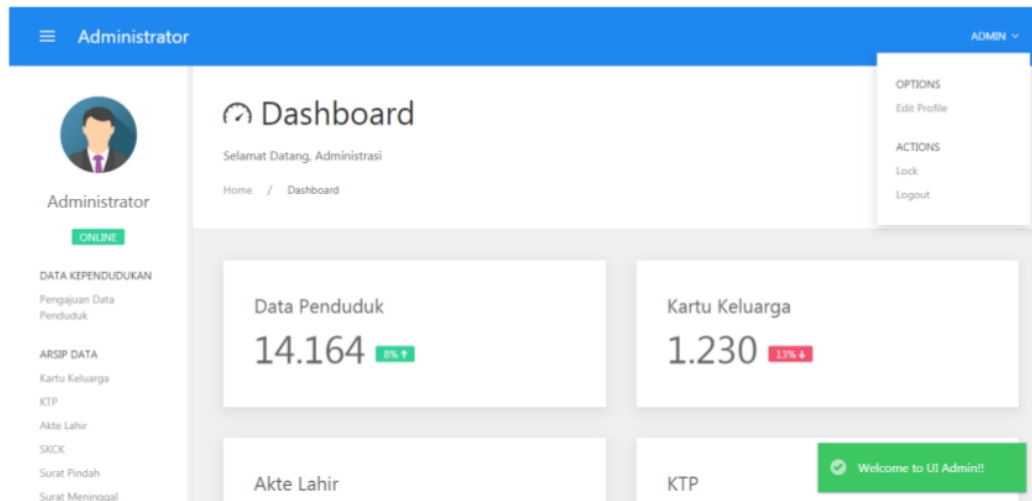 Administrator
ADMIN
OPTIONS
Edit Profile
ACTIONS
Lock
Logout
Administrator
ONLINE
DATA KEPENDUDUKAN
Pengajuan Data
Penduduk
ARSIP DATA
Kartu Keluarga
KTP
Akte Lahir
SKCK
Surat Pindah
Surat Meninggal
Dashboard
Selamat Datang, Administrasi
Home / Dashboard
Data Penduduk
14.164 8%
Kartu Keluarga
1.230 13%
Akte Lahir
KTP
Welcome to UI Admin!!